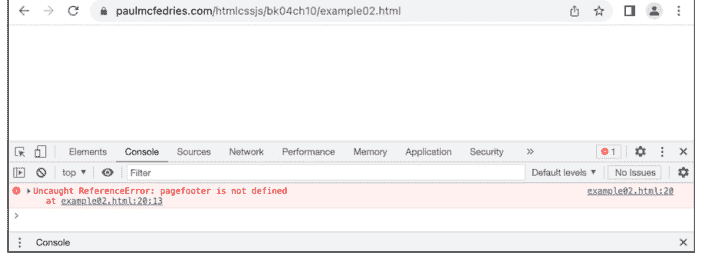 paulmcfedries.com/htmlcssjs/bk04ch10/example02.html
Elements Console Sources Network Performance Memory Application Security » 1
top ▼ Filter Default levels ▼ No Issues
Uncaught ReferenceError: pagefooter is not defined example02.html:20
at example02.html:20:13
>
Console